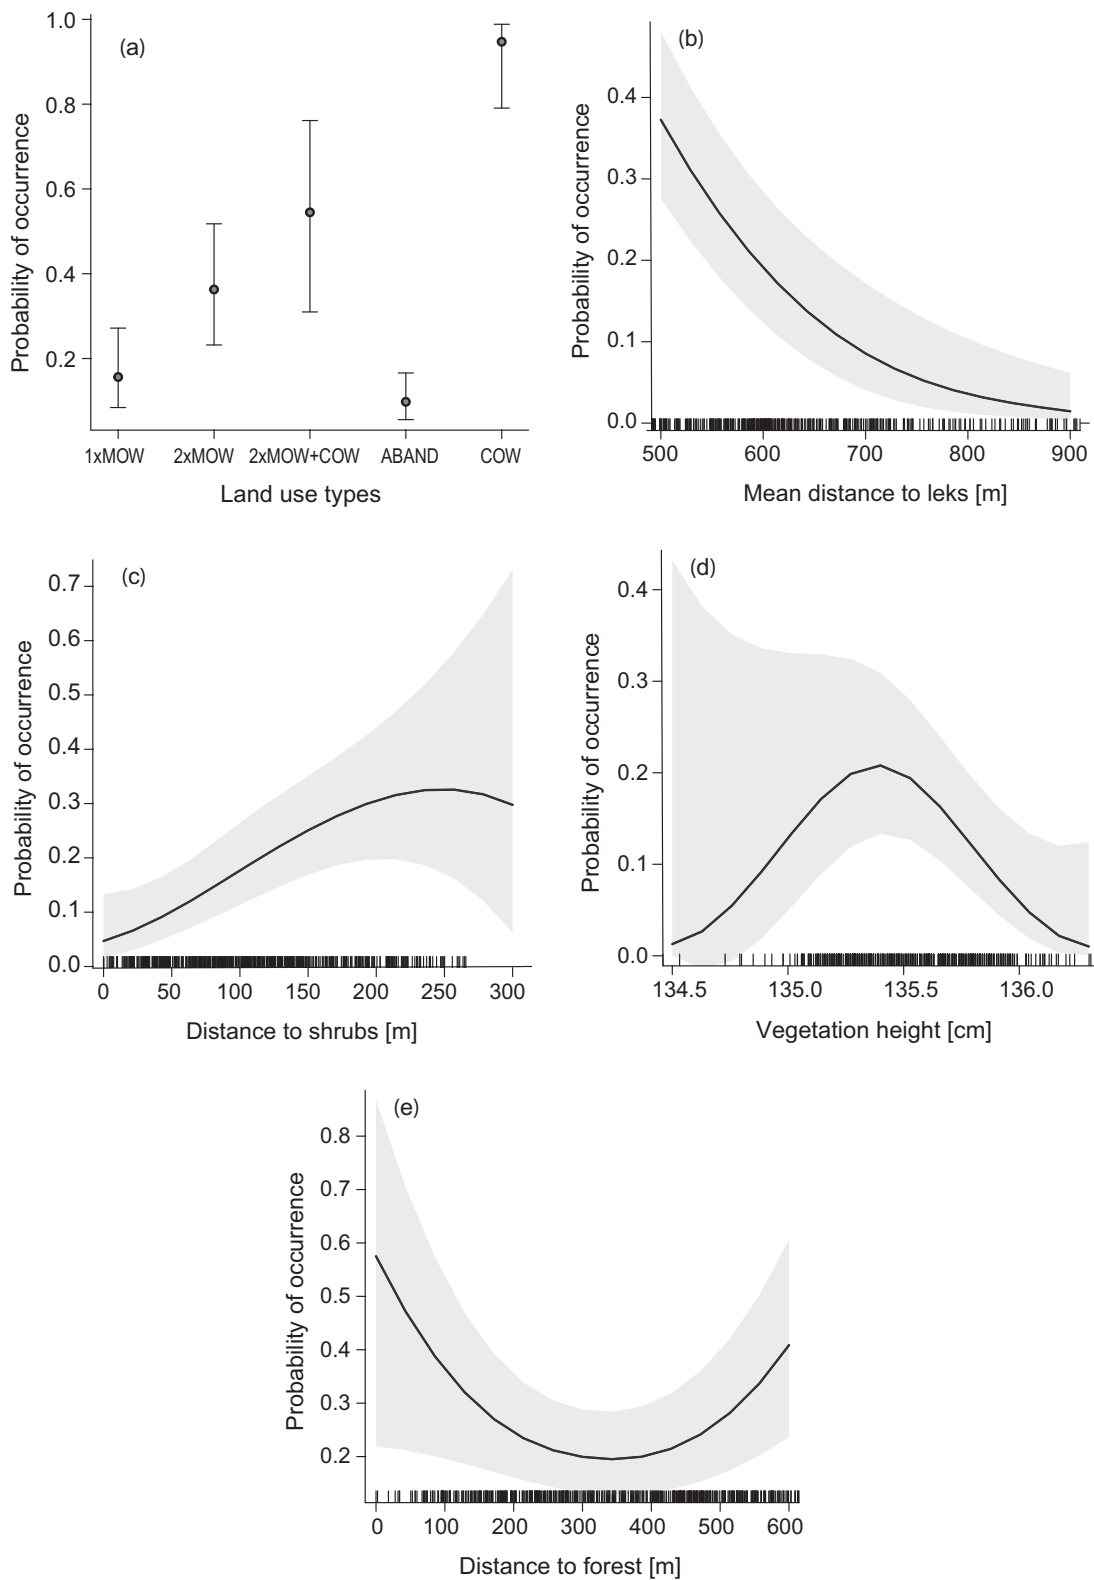 (a)
Probability of occurrence
1.0
0.8
0.6
0.4
0.2
1xMOW 2xMOW 2xMOW+COW ABAND COW
Land use types
(b)
Probability of occurrence
0.4
0.3
0.2
0.1
0.0
500 600 700 800 900
Mean distance to leks [m]
(c)
Probability of occurrence
0.7
0.6
0.5
0.4
0.3
0.2
0.1
0.0
0 50 100 150 200 250 300
Distance to shrubs [m]
(d)
Probability of occurrence
0.4
0.3
0.2
0.1
0.0
134.5 135.0 135.5 136.0
Vegetation height [cm]
(e)
Probability of occurrence
0.8
0.7
0.6
0.5
0.4
0.3
0.2
0 100 200 300 400 500 600
Distance to forest [m]